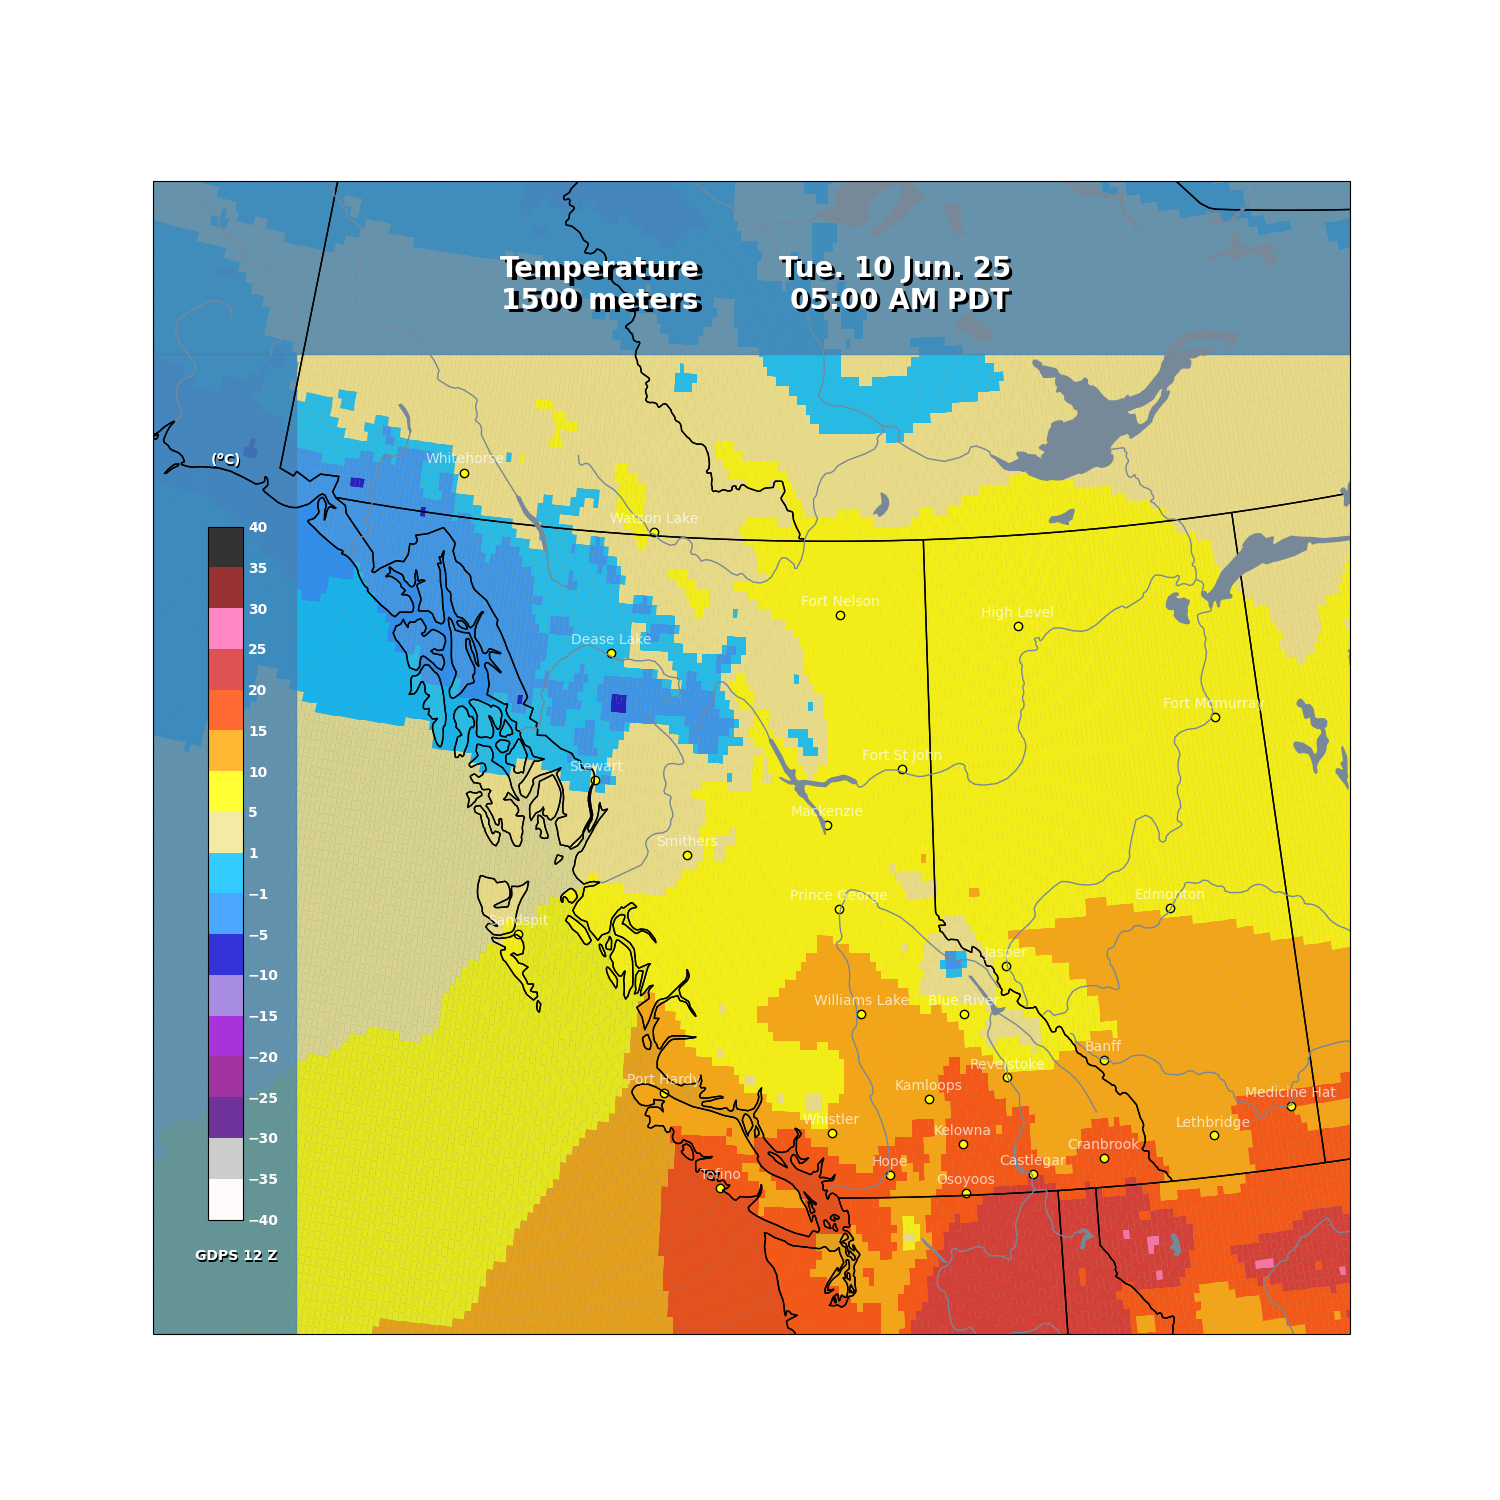 Temperature
1500 meters
Tue. 10 Jun. 25
05:00 AM PDT
(°C)
40
35
30
25
20
15
10
5
1
−1
−5
−10
−15
−20
−25
−30
−35
−40
GDPS 12 Z
Whitehorse
Watson Lake
Fort Nelson
High Level
Dease Lake
Fort Mcmurray
Fort St John
Stewart
Mackenzie
Smithers
Prince George
Edmonton
Sandspit
Jasper
Williams Lake
Blue River
Banff
Revelstoke
Port Hardy
Kamloops
Medicine Hat
Whistler
Lethbridge
Kelowna
Cranbrook
Hope
Castlegar
Tofino
Osoyoos